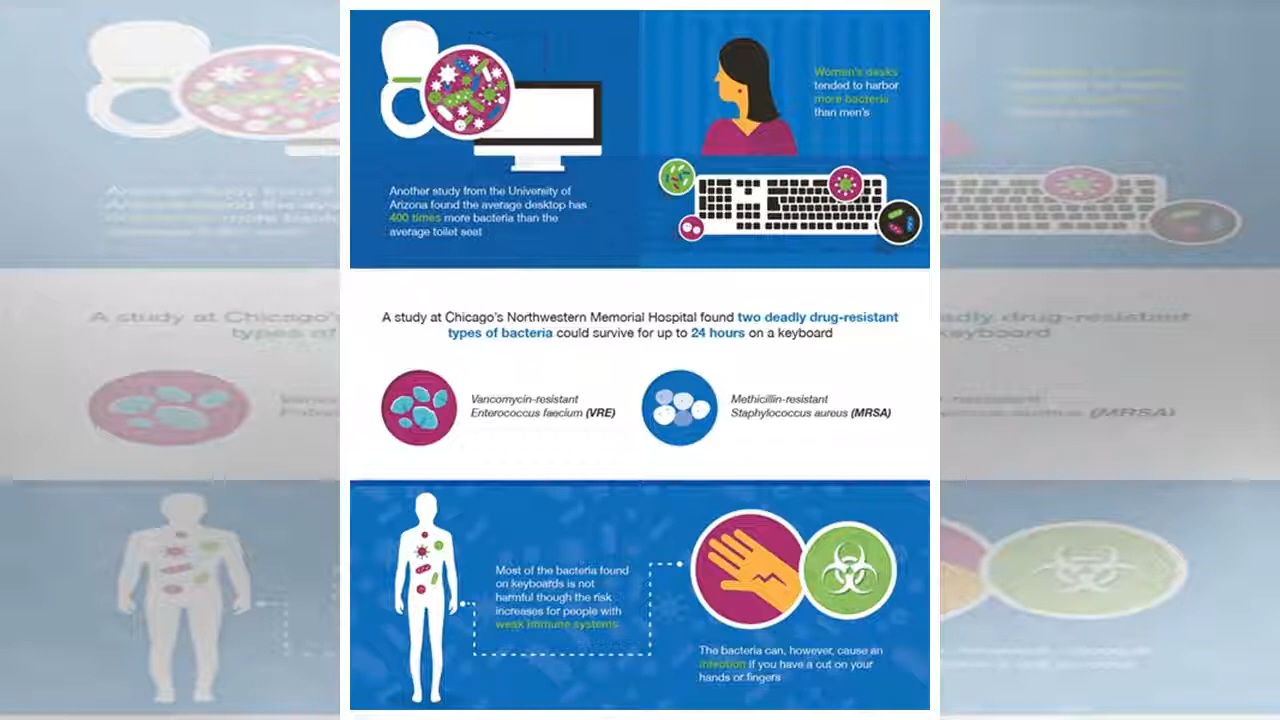 Another study from the University of
Arizona found the average desktop has
400 times more bacteria than the
average toilet seat
Women's desks
tended to harbor
more bacteria
than men's
A study at Chicago's Northwestern Memorial Hospital found two deadly drug-resistant
types of bacteria could survive for up to 24 hours on a keyboard
Vancomycin-resistant
Enterococcus faecium (VRE)
Methicillin-resistant
Staphylococcus aureus (MRSA)
Most of the bacteria found
on keyboards is not
harmful though the risk
increases for people with
weak immune systems
The bacteria can, however, cause an
infection if you have a cut on your
hands or fingers